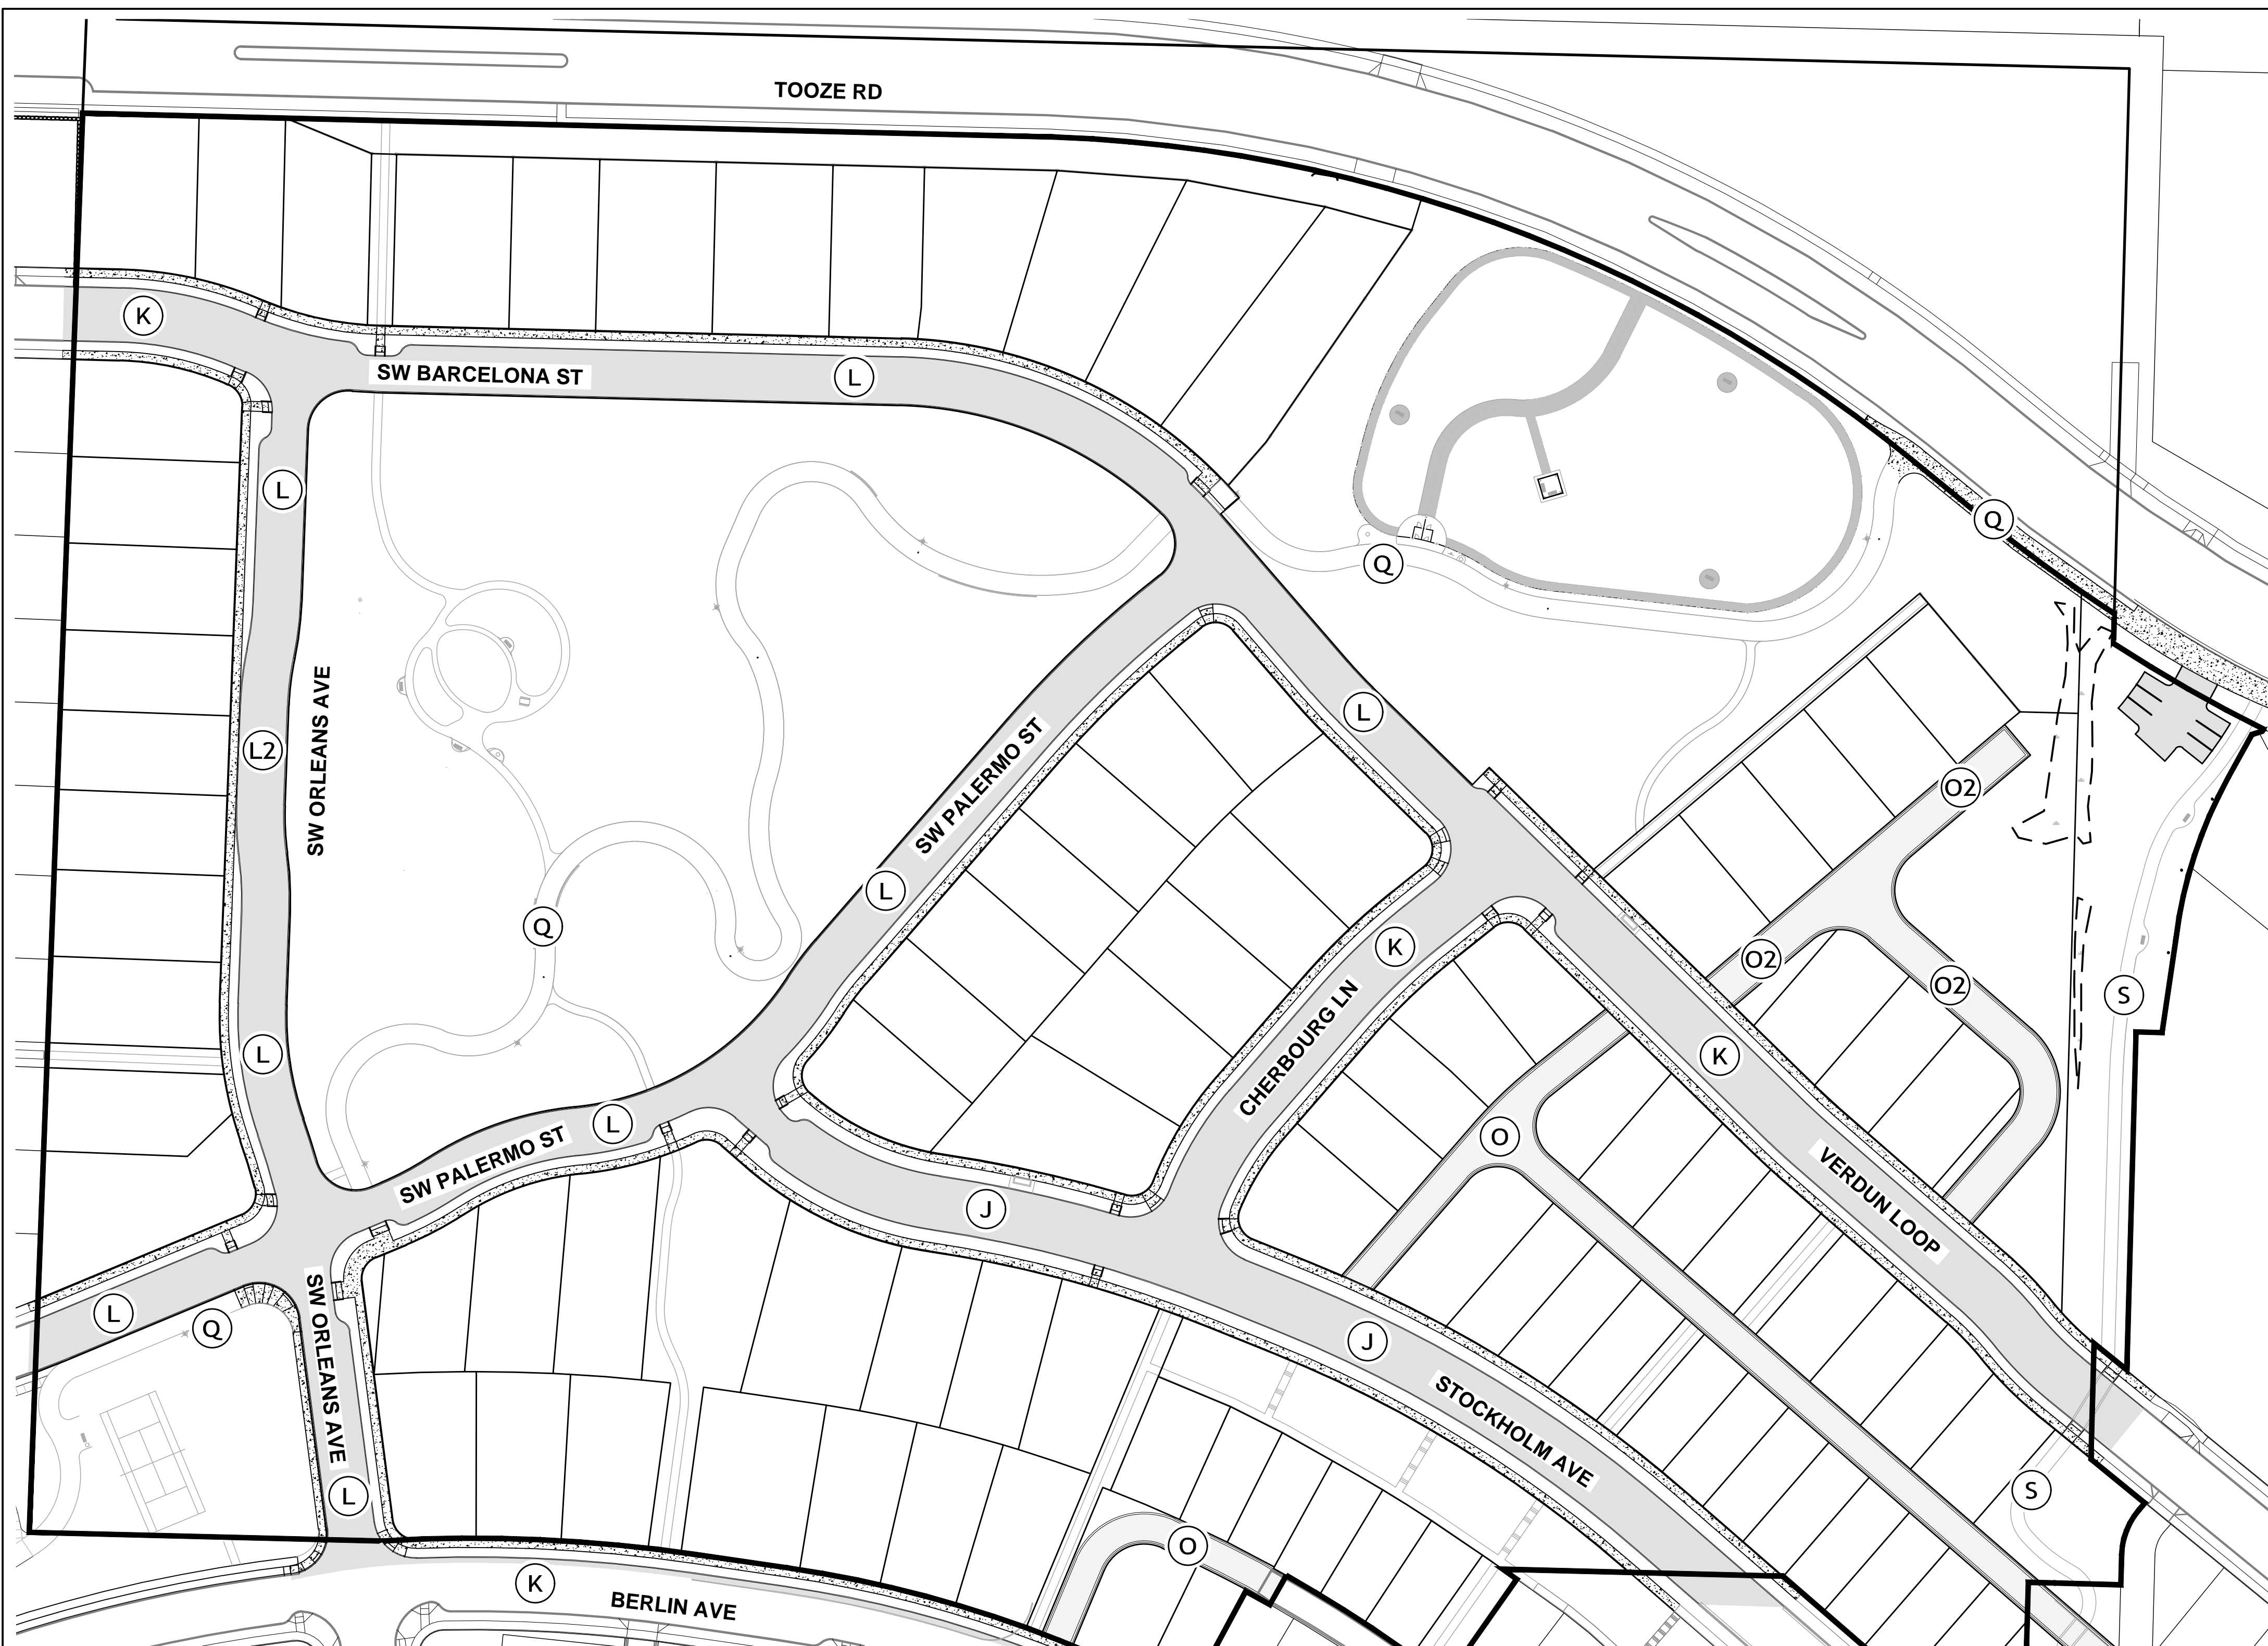 TOOZE RD
K
SW BARCELONA ST
L
L
Q
Q
SW ORLEANS AVE
L2
L
SW PALERMO ST
L
O2
Q
K
O2
O2
S
L
CHERBOURG LN
K
O
L
SW PALERMO ST
VERDUN LOOP
J
L
Q
SW ORLEANS AVE
J
STOCKHOLM AVE
L
S
O
K
BERLIN AVE